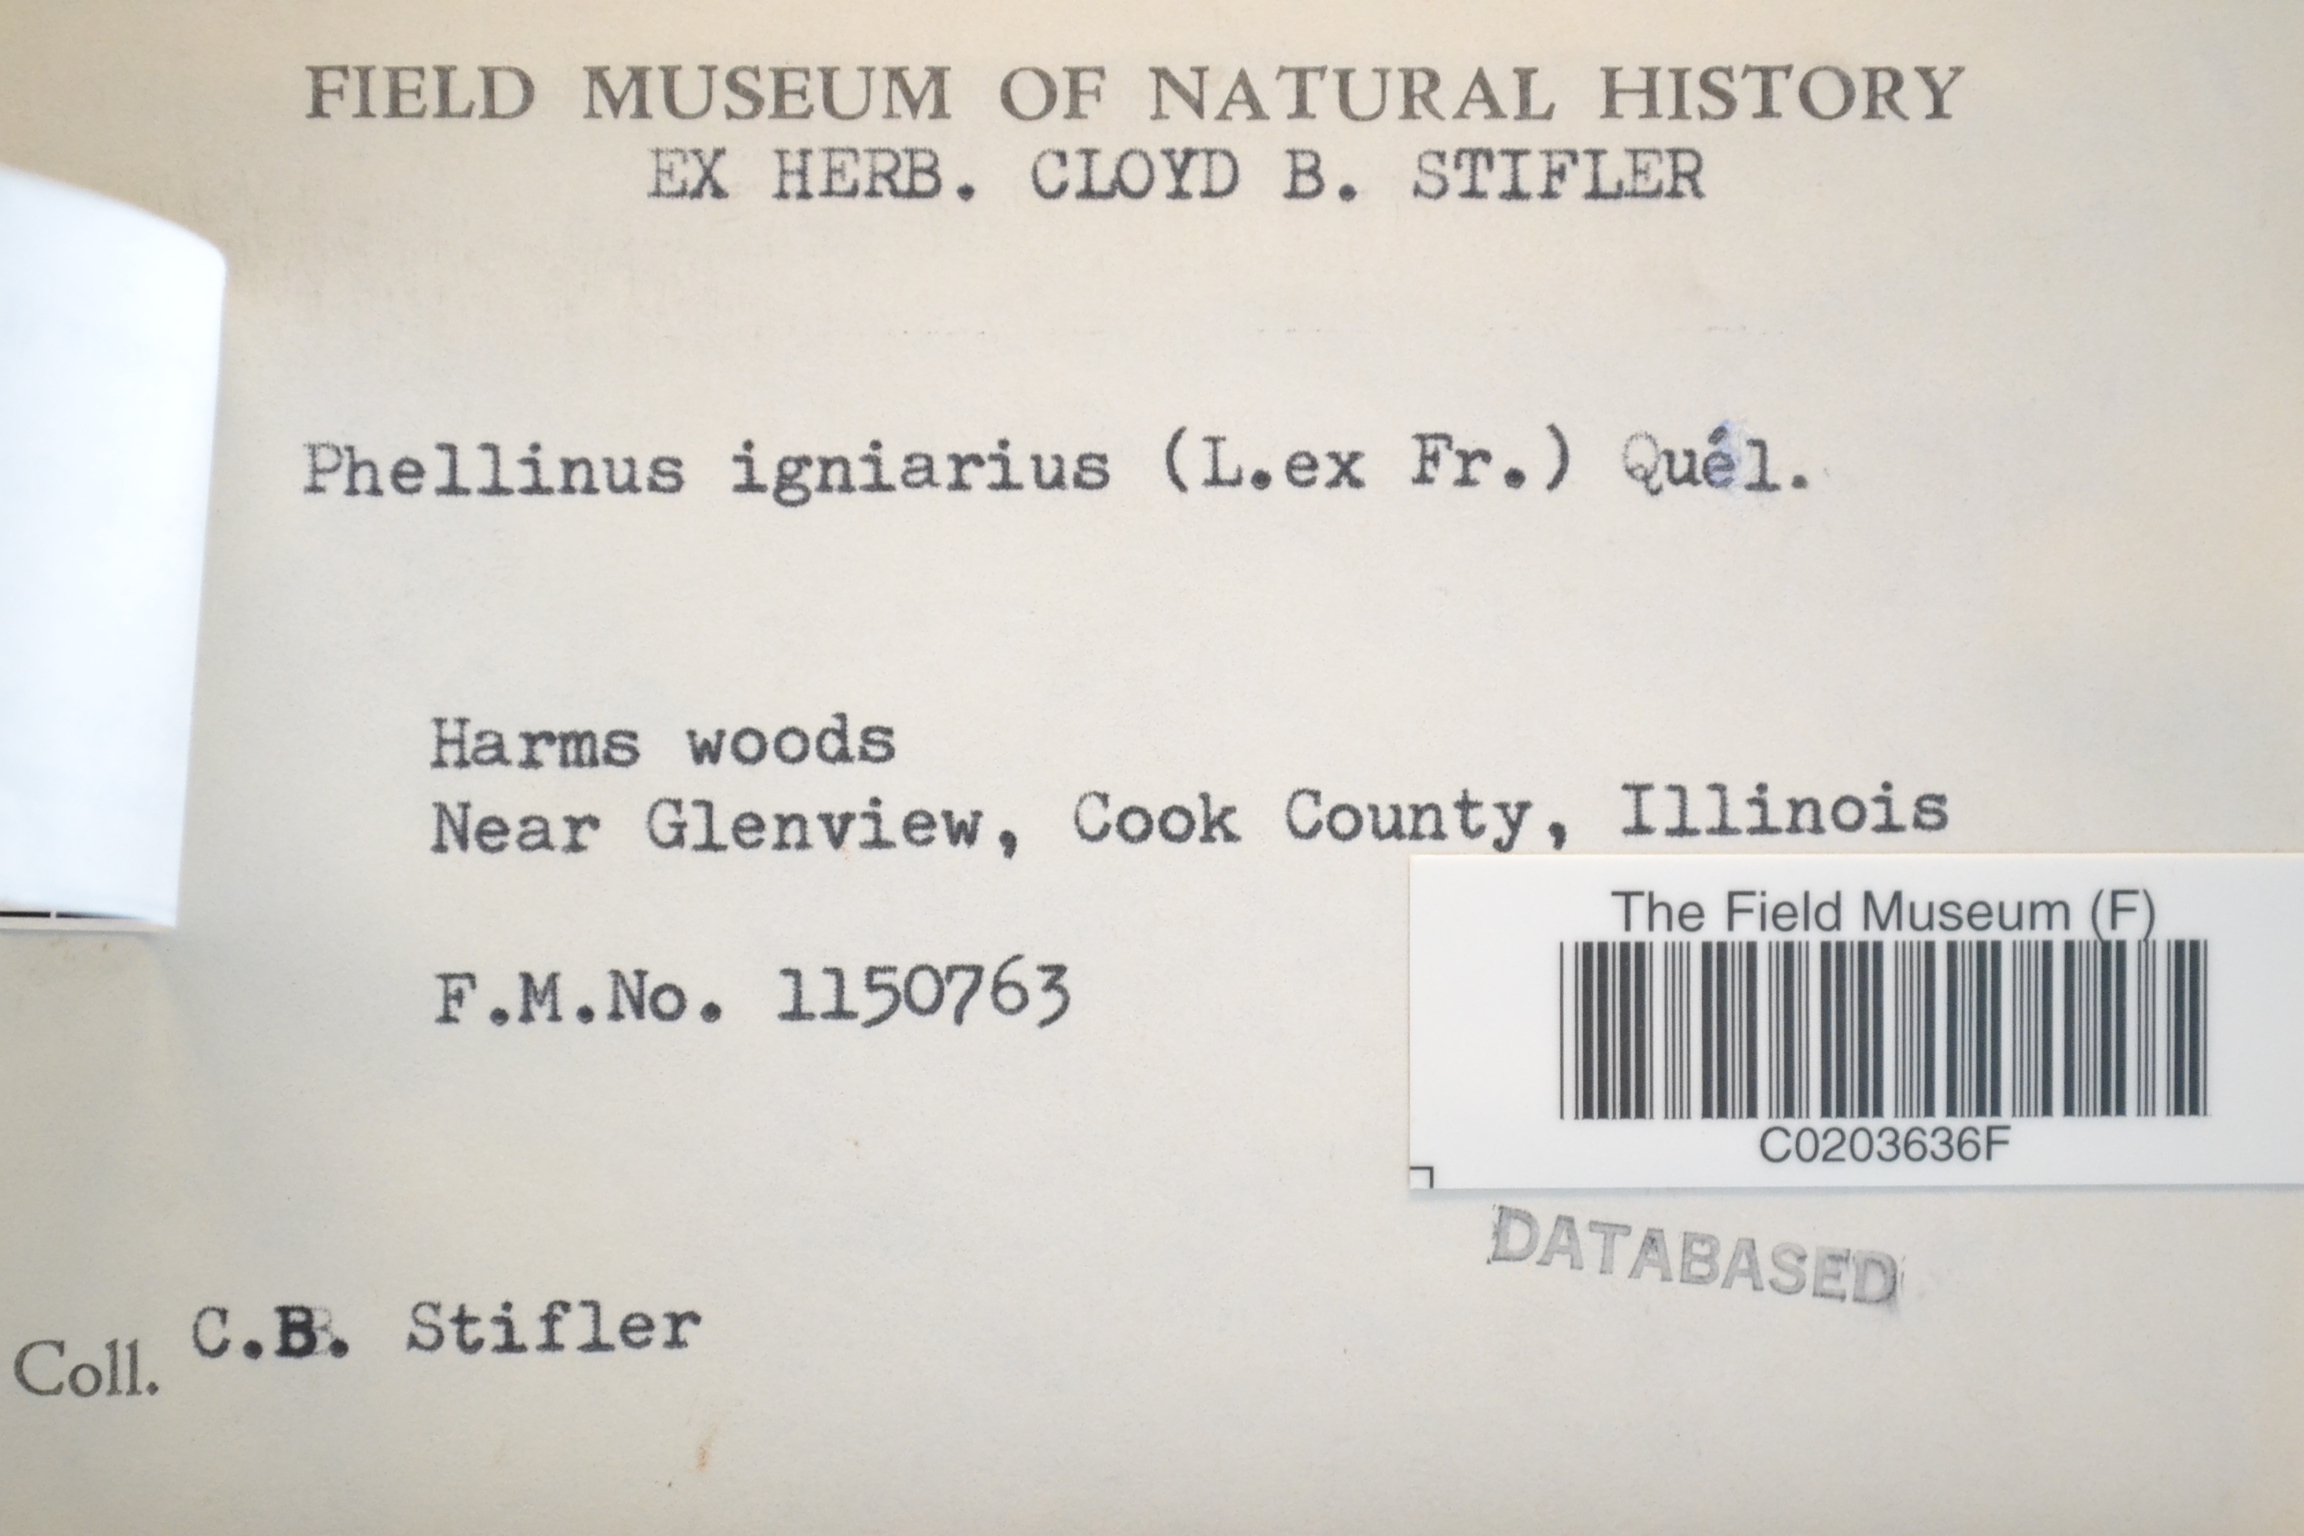 FIELD MUSEUM OF NATURAL HISTORY
EX HERB. CLOYD B. STIFLER
Phellinus igniarius (L.ex Fr.) Quél.
Harms woods
Near Glenview, Cook County, Illinois
F.M.No. 1150763
The Field Museum (F)
C0203636F
DATABASED
Coll. C.B. Stifler